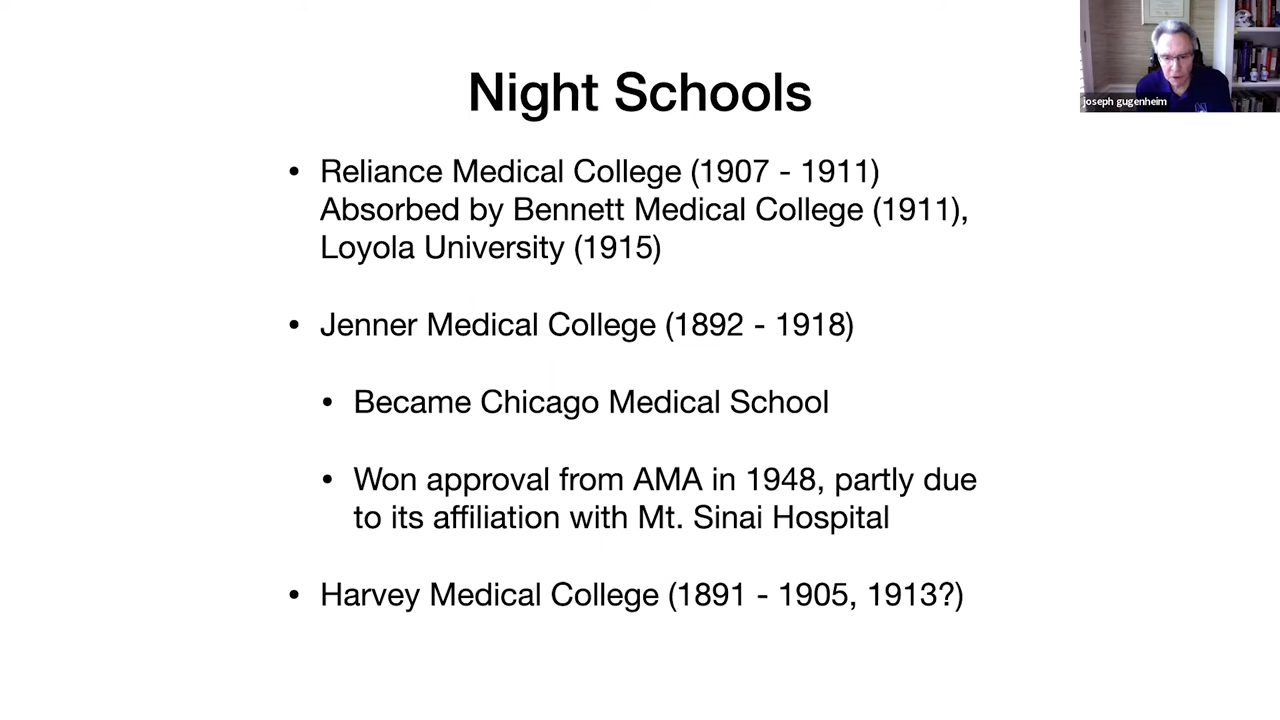 Night Schools
• Reliance Medical College (1907 - 1911)
Absorbed by Bennett Medical College (1911),
Loyola University (1915)
• Jenner Medical College (1892 - 1918)
• Became Chicago Medical School
• Won approval from AMA in 1948, partly due
to its affiliation with Mt. Sinai Hospital
• Harvey Medical College (1891 - 1905, 1913?)
joseph gugenheim